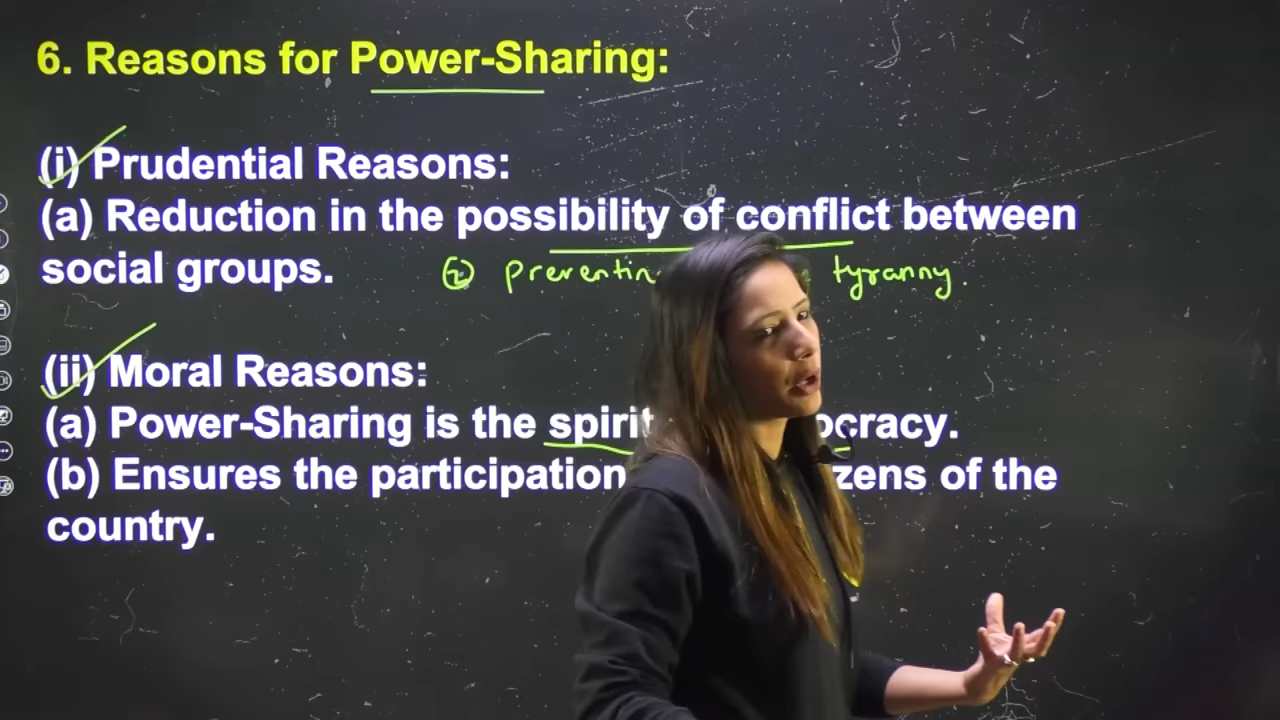 6. Reasons for Power-Sharing:
(i) Prudential Reasons:
(a) Reduction in the possibility of conflict between
social groups.
② preventin tyranny
(ii) Moral Reasons:
(a) Power-Sharing is the spirit ocracy.
(b) Ensures the participation zens of the
country.